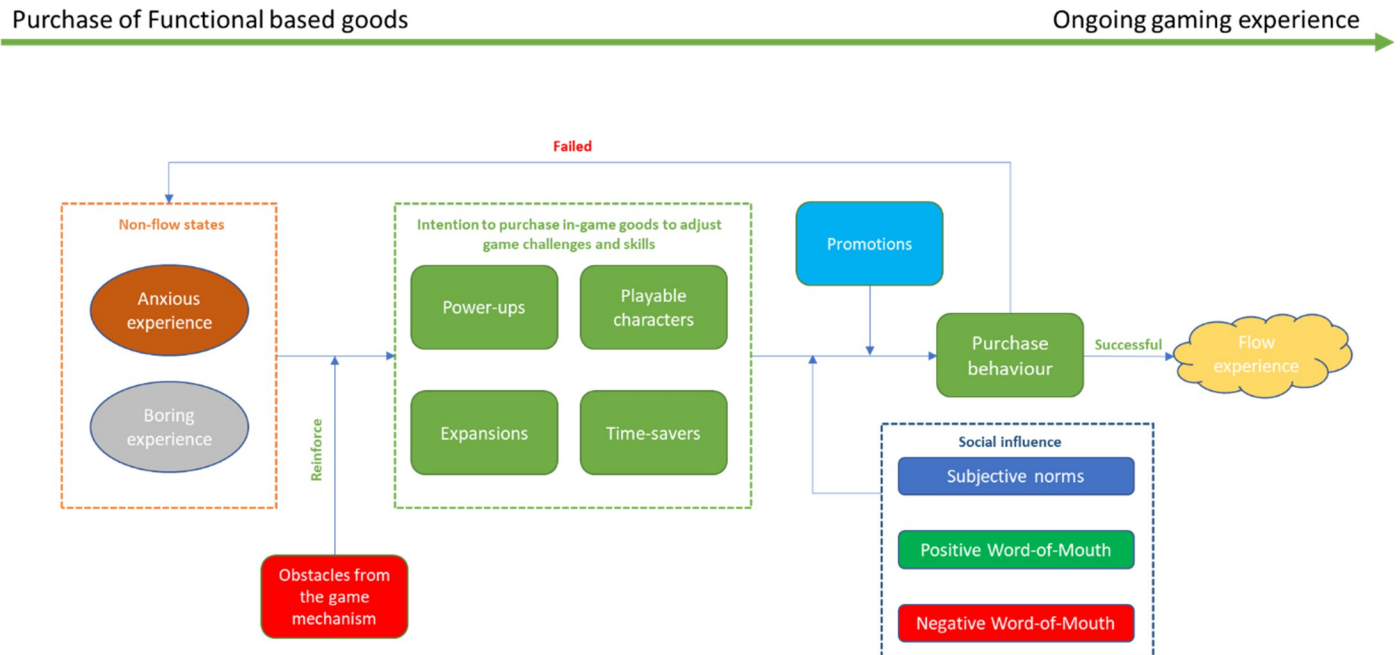 Purchase of Functional based goods
Ongoing gaming experience
Failed
Non-flow states
Anxious
experience
Boring
experience
Reinforce
Obstacles from
the game
mechanism
Intention to purchase in-game goods to adjust
game challenges and skills
Power-ups
Playable
characters
Expansions
Time-savers
Promotions
Purchase
behaviour
Successful
Flow
experience
Social influence
Subjective norms
Positive Word-of-Mouth
Negative Word-of-Mouth